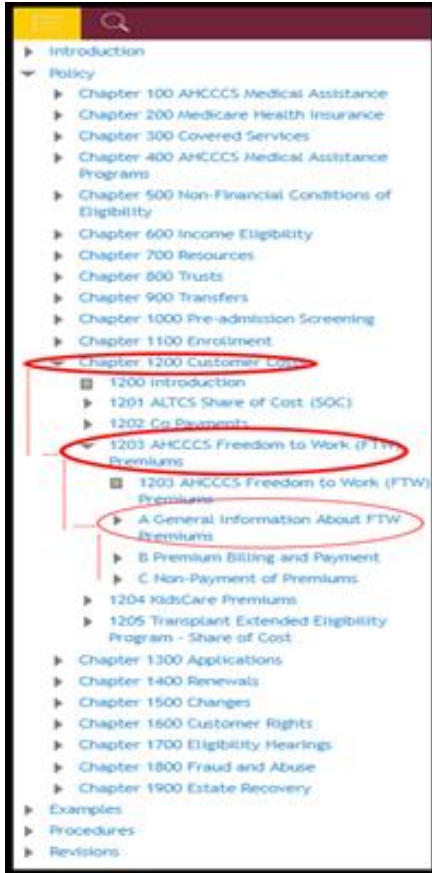 Introduction
Policy
Chapter 100 AHCCCS Medical Assistance
Chapter 200 Medicare Health Insurance
Chapter 300 Covered Services
Chapter 400 AHCCCS Medical Assistance
Programs
Chapter 500 Non-Financial Conditions of
Eligibility
Chapter 600 Income Eligibility
Chapter 700 Resources
Chapter 800 Trusts
Chapter 900 Transfers
Chapter 1000 Pre-admission Screening
Chapter 1100 Enrollment
Chapter 1200 Customer
1200 Introduction
1201 ALTCS Share of Cost (SOC)
1202 Co Payments
1203 AHCCCS Freedom to Work (FTW)
Premiums
1203 AHCCCS Freedom to Work (FTW)
Premiums
A General Information About FTW
Premiums
B Premium Billing and Payment
C Non-Payment of Premiums
1204 KidsCare Premiums
1205 Transplant Extended Eligibility
Program - Share of Cost
Chapter 1300 Applications
Chapter 1400 Renewals
Chapter 1500 Changes
Chapter 1600 Customer Rights
Chapter 1700 Eligibility Hearings
Chapter 1800 Fraud and Abuse
Chapter 1900 Estate Recovery
Examples
Procedures
Revisions